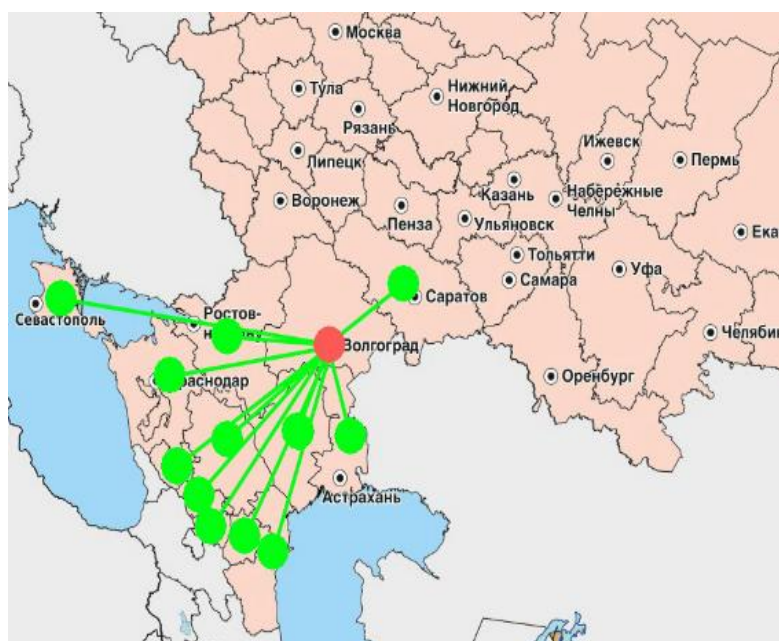 Москва
Тула
Нижний
Новгород
Рязань
Ижевск
Пермь
Липецк
Казань
Набережные
Челны
Воронеж
Пенза
Ульяновск
Ека
Тольятти
Уфа
Самара
Саратов
Севастополь
Ростов-
Челябин
Волгоград
раснодар
Оренбург
Астрахань